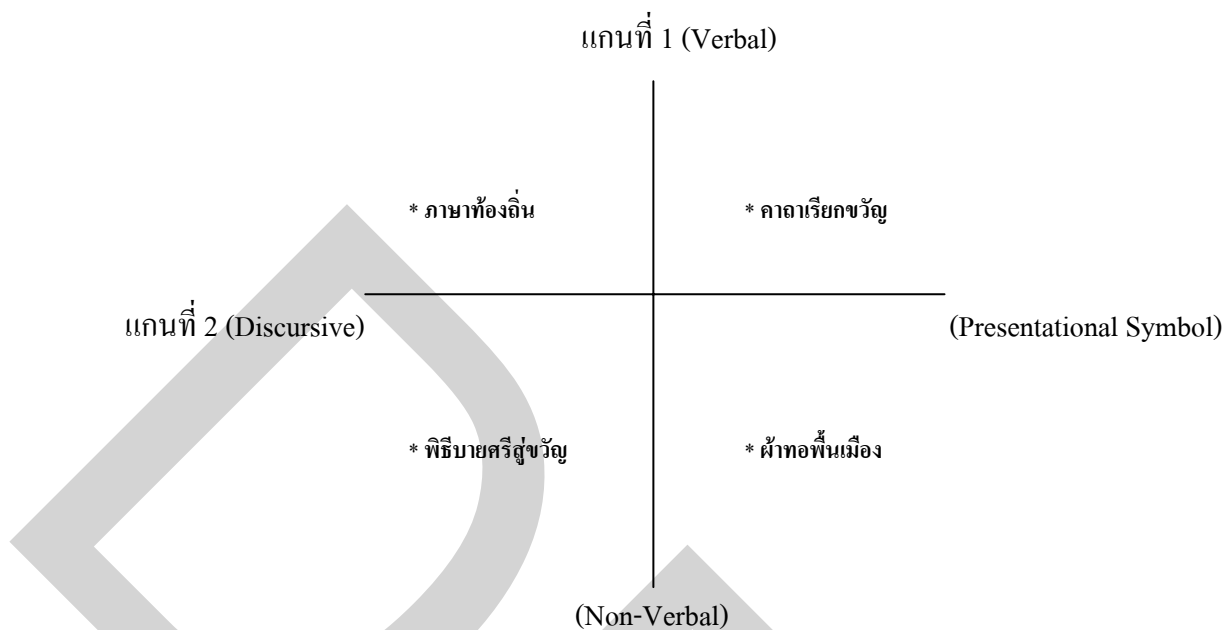 แกนที่ 1 (Verbal)
* ภาษาท้องถิ่น * คาถาเรียกขวัญ
แกนที่ 2 (Discursive) (Presentational Symbol)
* พิธีบายศรีสู่ขวัญ * ผ้าทอพื้นเมือง
(Non-Verbal)